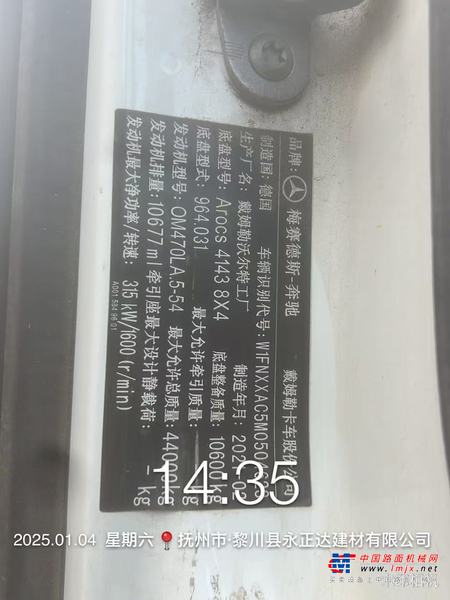 品牌: 梅赛德斯-奔驰 戴姆勒卡车股份公司
制造国: 德国 车辆识别代号: W1FNXXAC5M050
生产厂名: 戴姆勒沃尔特工厂 制造年月: 202
底盘型号: Arocs 4143 8X4 底盘整备质量: 10600 kg
底盘型式: 964.031 最大允许牵引质量: - kg
发动机型号: OM470LA.5-54 最大允许总质量: 44000 kg
发动机排量: 10677 ml 牵引座最大设计静载荷: - kg
发动机最大净功率/转速: 315 kW/1600(r/min)
14:35
2025.01.04 星期六 抚州市·黎川县永正达建材有限公司
中国路面机械网
www.lmjx.net